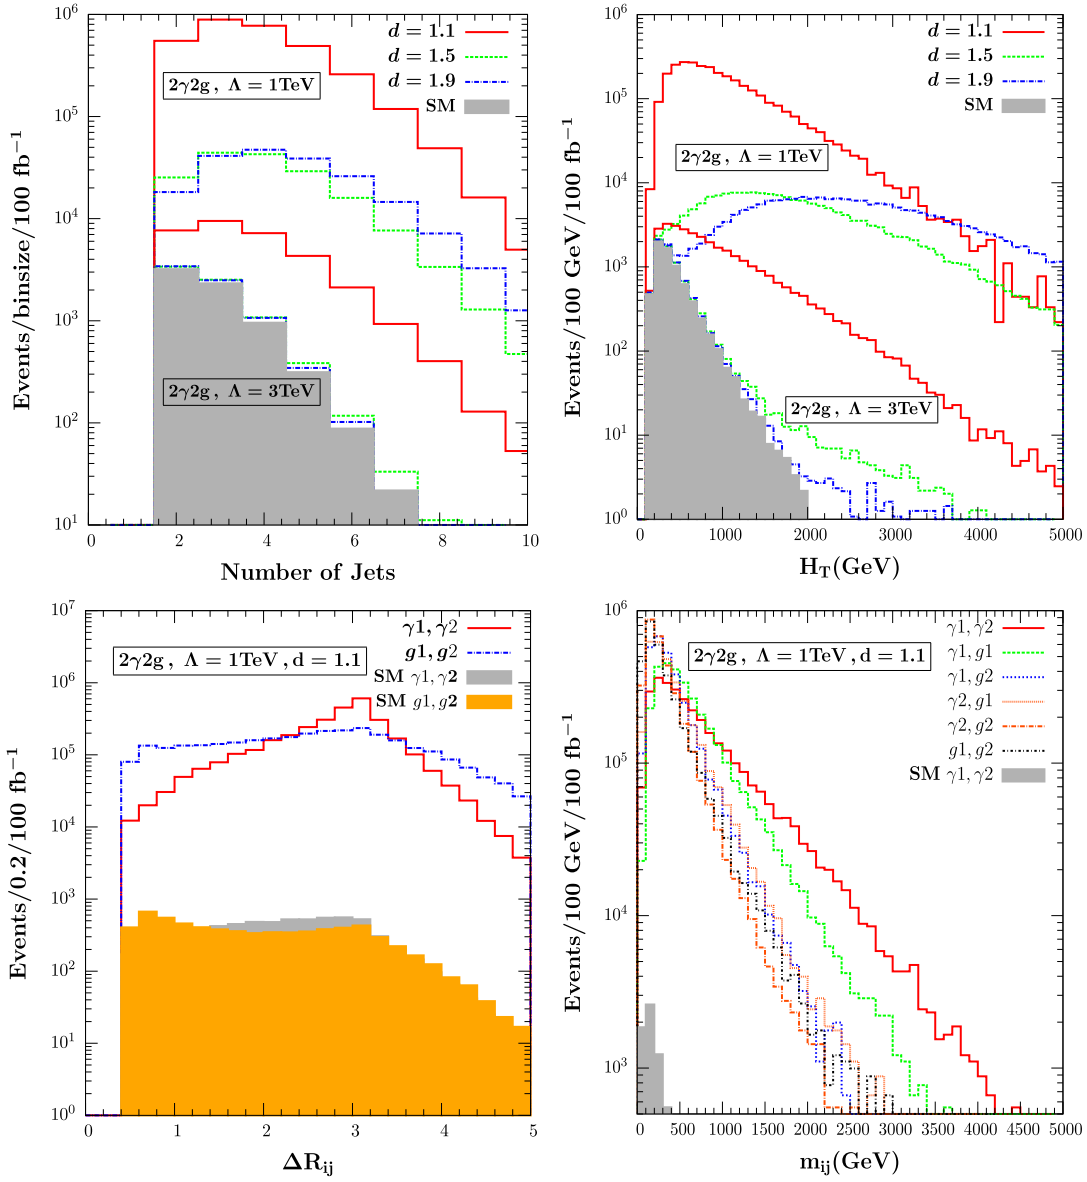 Events/binsize/100 fb⁻¹
10⁶
10⁵
10⁴
10³
10²
10¹
d = 1.1
d = 1.5
d = 1.9
SM
2γ2g , Λ = 1TeV
2γ2g , Λ = 3TeV
0 2 4 6 8 10
Number of Jets
Events/100 GeV/100 fb⁻¹
10⁶
10⁵
10⁴
10³
10²
10¹
10⁰
d = 1.1
d = 1.5
d = 1.9
SM
2γ2g , Λ = 1TeV
2γ2g , Λ = 3TeV
0 1000 2000 3000 4000 5000
H_T(GeV)
Events/0.2/100 fb⁻¹
10⁷
10⁶
10⁵
10⁴
10³
10²
10¹
10⁰
γ1, γ2
g1, g2
SM γ1, γ2
SM g1, g2
2γ2g , Λ = 1TeV , d = 1.1
0 1 2 3 4 5
ΔR_ij
Events/100 GeV/100 fb⁻¹
10⁶
10⁵
10⁴
10³
γ1, γ2
γ1, g1
γ1, g2
γ2, g1
γ2, g2
g1, g2
SM γ1, γ2
2γ2g , Λ = 1TeV , d = 1.1
0 500 1000 1500 2000 2500 3000 3500 4000 4500 5000
m_ij(GeV)